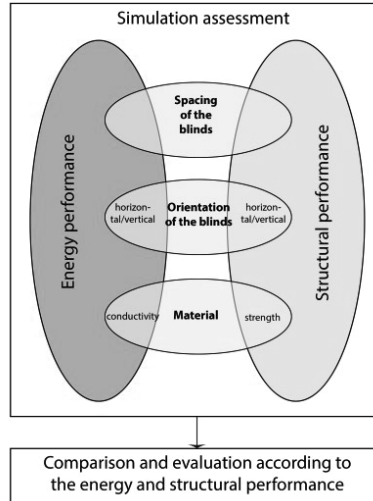 Simulation assessment
Energy performance
Spacing
of the
blinds
horizon-
tal/vertical
Orientation
of the blinds
horizon-
tal/vertical
conductivity
Material
strength
Structural performance
Comparison and evaluation according to
the energy and structural performance